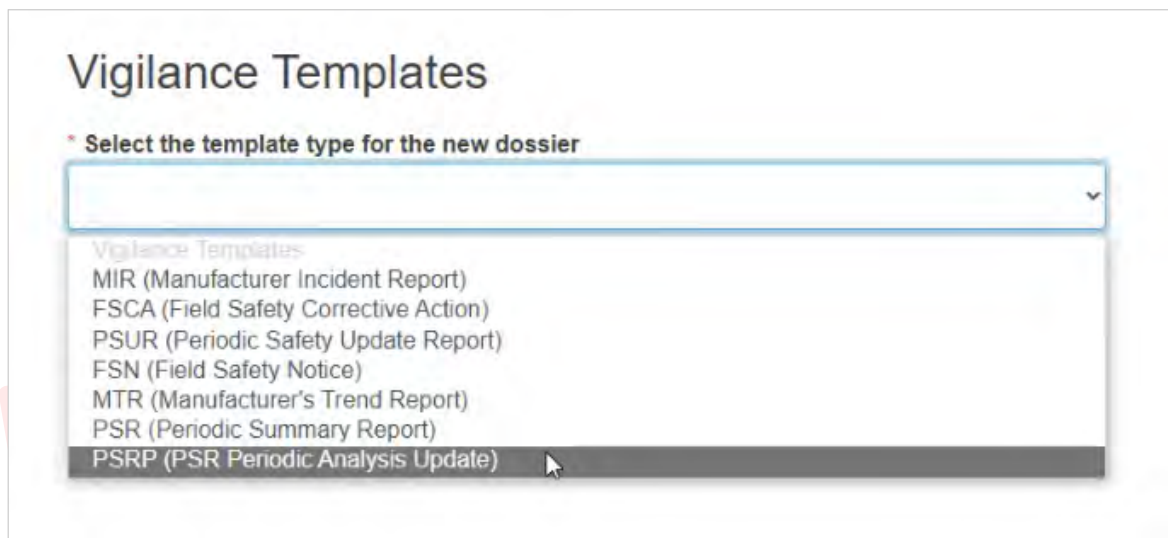 Vigilance Templates
* Select the template type for the new dossier
Vigilance Templates
MIR (Manufacturer Incident Report)
FSCA (Field Safety Corrective Action)
PSUR (Periodic Safety Update Report)
FSN (Field Safety Notice)
MTR (Manufacturer's Trend Report)
PSR (Periodic Summary Report)
PSRP (PSR Periodic Analysis Update)